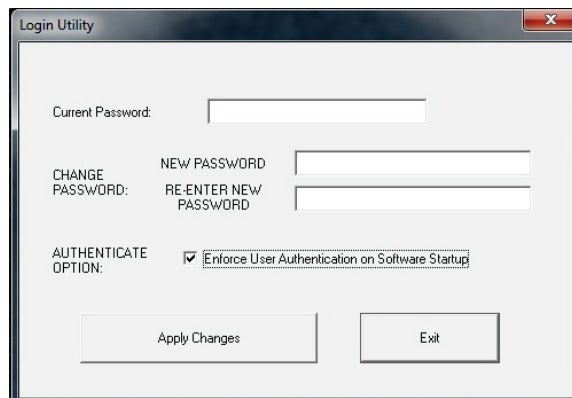 Login Utility
Current Password:
CHANGE
PASSWORD:
NEW PASSWORD
RE-ENTER NEW
PASSWORD
AUTHENTICATE
OPTION:
Enforce User Authentication on Software Startup
Apply Changes
Exit